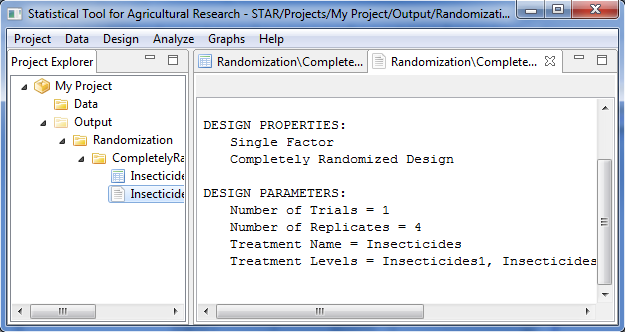 Statistical Tool for Agricultural Research - STAR/Projects/My Project/Output/Randomizati...
Project Data Design Analyze Graphs Help
Project Explorer
My Project
Data
Output
Randomization
CompletelyRa
Insecticide
Insecticide
Randomization\Complete...
Randomization\Complete...
DESIGN PROPERTIES:
Single Factor
Completely Randomized Design
DESIGN PARAMETERS:
Number of Trials = 1
Number of Replicates = 4
Treatment Name = Insecticides
Treatment Levels = Insecticides1, Insecticides